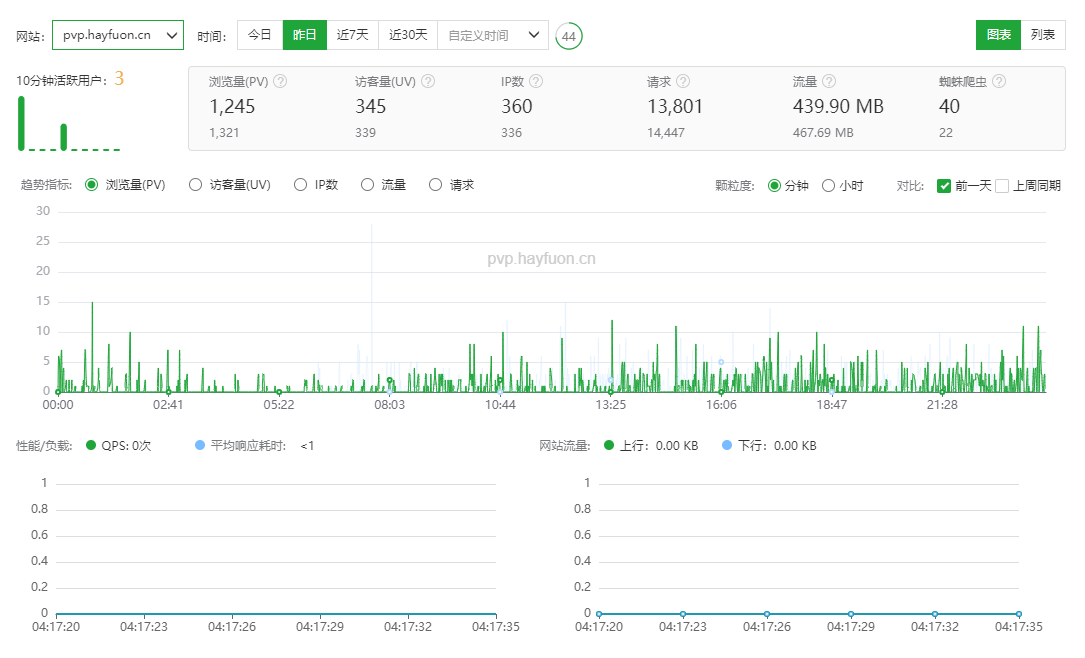 网站: pvp.hayfuon.cn 时间: 今日 昨日 近7天 近30天 自定义时间 44 图表 列表
10分钟活跃用户: 3
浏览量(PV) ? 访客量(UV) ? IP数 ? 请求 ? 流量 ? 蜘蛛爬虫 ?
1,245 345 360 13,801 439.90 MB 40
1,321 339 336 14,447 467.69 MB 22
趋势指标: 浏览量(PV) 访客量(UV) IP数 流量 请求 颗粒度: 分钟 小时 对比: 前一天 上周同期
30
25
pvp.hayfuon.cn
20
15
10
5
0
00:00 02:41 05:22 08:03 10:44 13:25 16:06 18:47 21:28
性能/负载: QPS: 0次 平均响应耗时: <1 网站流量: 上行: 0.00 KB 下行: 0.00 KB
1 1
0.8 0.8
0.6 0.6
0.4 0.4
0.2 0.2
0 0
04:17:20 04:17:23 04:17:26 04:17:29 04:17:32 04:17:35 04:17:20 04:17:23 04:17:26 04:17:29 04:17:32 04:17:35